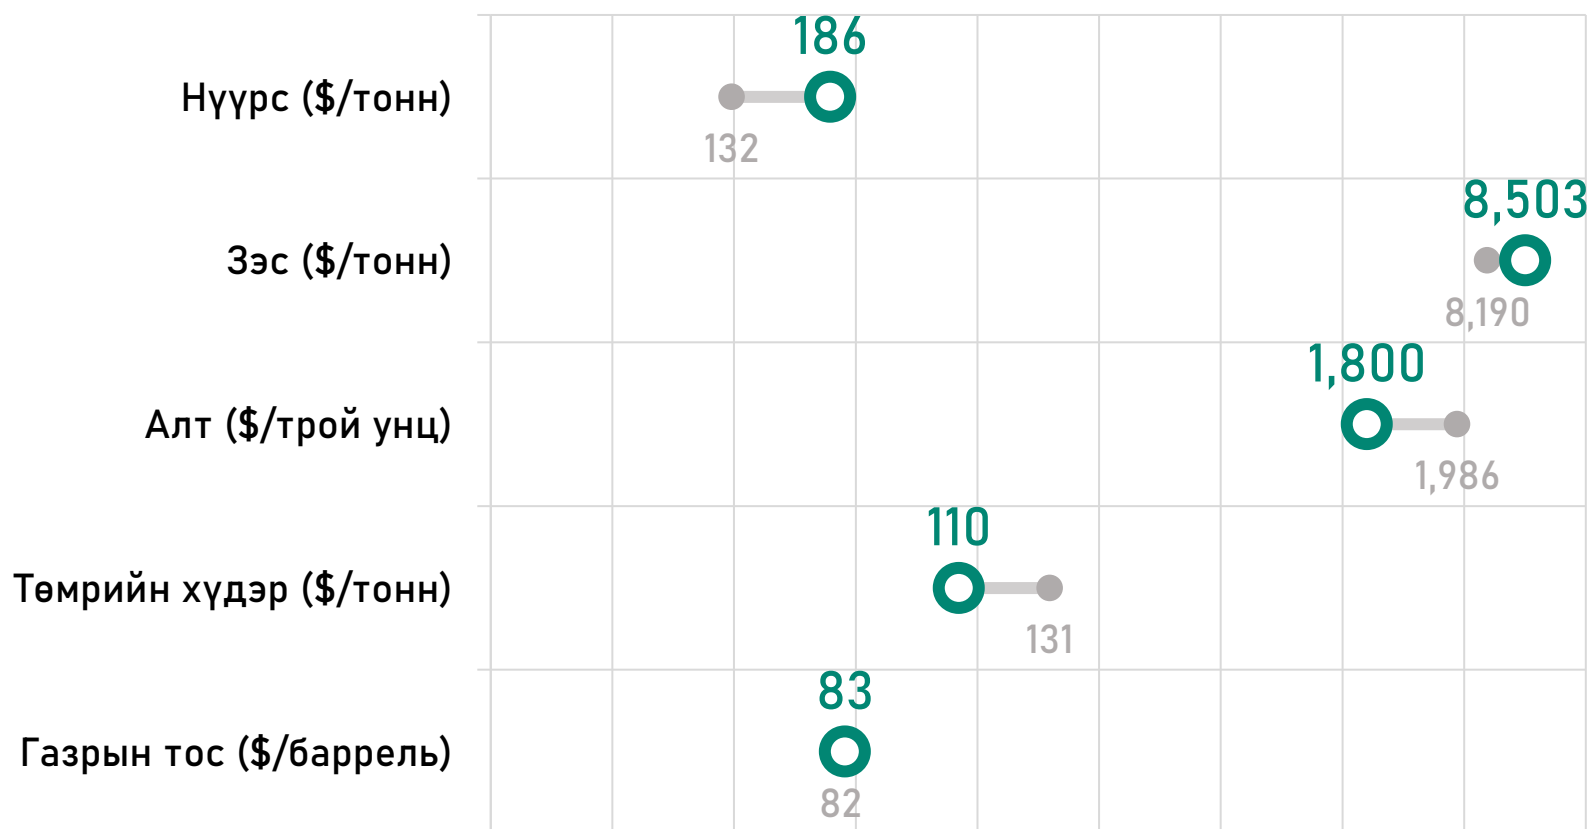 186
Нүүрс ($/тонн)
132
8,503
Зэс ($/тонн)
8,190
1,800
Алт ($/трой унц)
1,986
110
Төмрийн хүдэр ($/тонн)
131
83
Газрын тос ($/баррель)
82